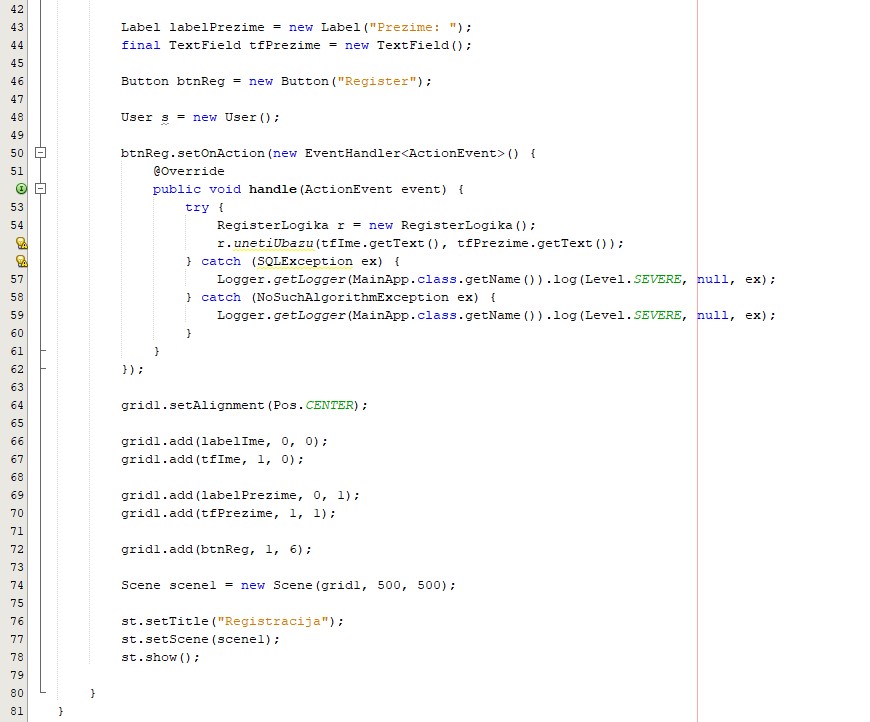 42
43 Label labelPrezime = new Label("Prezime: ");
44 final TextField tfPrezime = new TextField();
45
46 Button btnReg = new Button("Register");
47
48 User s = new User();
49
50 btnReg.setOnAction(new EventHandler<ActionEvent>() {
51 @Override
public void handle(ActionEvent event) {
53 try {
54 RegisterLogika r = new RegisterLogika();
r.unetiUbazu(tfIme.getText(), tfPrezime.getText());
} catch (SQLException ex) {
57 Logger.getLogger(MainApp.class.getName()).log(Level.SEVERE, null, ex);
58 } catch (NoSuchAlgorithmException ex) {
59 Logger.getLogger(MainApp.class.getName()).log(Level.SEVERE, null, ex);
60 }
61 }
62 });
63
64 grid1.setAlignment(Pos.CENTER);
65
66 grid1.add(labelIme, 0, 0);
67 grid1.add(tfIme, 1, 0);
68
69 grid1.add(labelPrezime, 0, 1);
70 grid1.add(tfPrezime, 1, 1);
71
72 grid1.add(btnReg, 1, 6);
73
74 Scene scene1 = new Scene(grid1, 500, 500);
75
76 st.setTitle("Registracija");
77 st.setScene(scene1);
78 st.show();
79
80 }
81 }